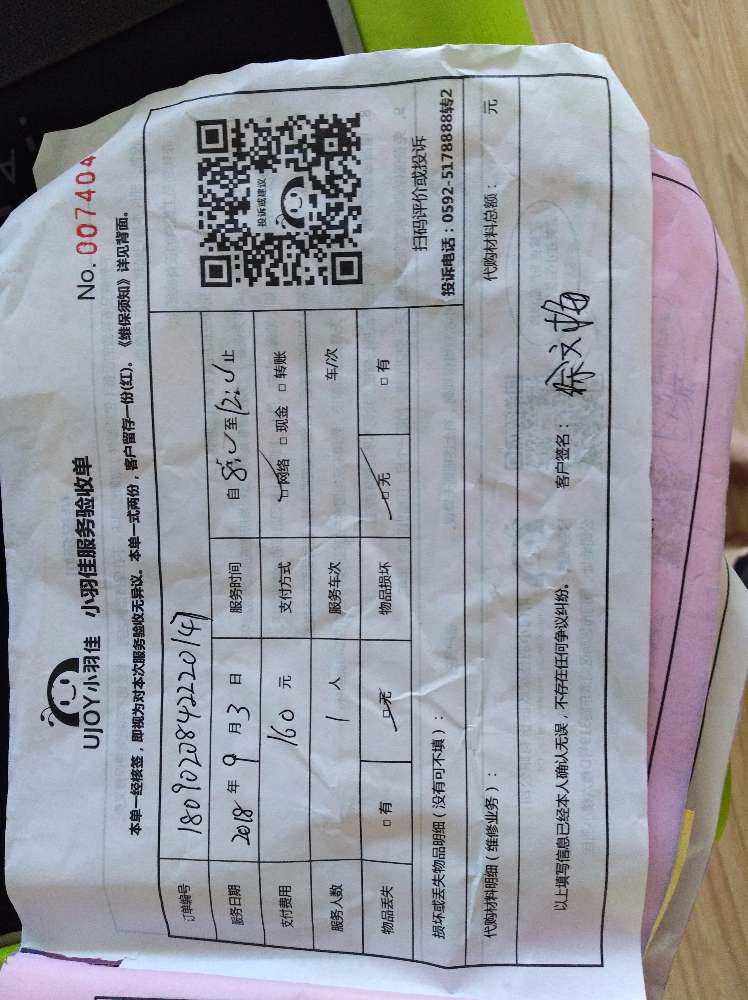 UJOY小羽佳 小羽佳服务验收单
No. 007404
本单一经核签，即视为对本次服务验收无异议。本单一式两份，客户留存一份(红)。《维保须知》详见背面。
订单编号 18090208422220147
服务日期 2018 年 9 月 3 日 服务时间 自 8:00 至 12:00 止
支付费用 160 元 支付方式 ☑网络 □现金 □转账
服务人数 1 人 服务车次 车/次
物品丢失 □有 ☑无 物品损坏 ☑无 □有
投诉或建议
扫码评价或投诉
投诉电话：0592-5178888转2
损坏或丢失物品明细（没有可不填）：
代购材料明细（维修业务）： 代购材料总额： 元
以上填写信息已经本人确认无误，不存在任何争议纠纷。 客户签名：